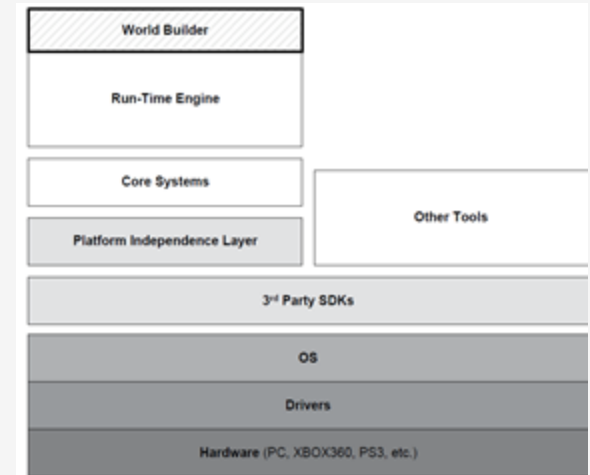 World Builder
Run-Time Engine
Core Systems
Other Tools
Platform Independence Layer
3rd Party SDKs
OS
Drivers
Hardware (PC, XBOX360, PS3, etc.)